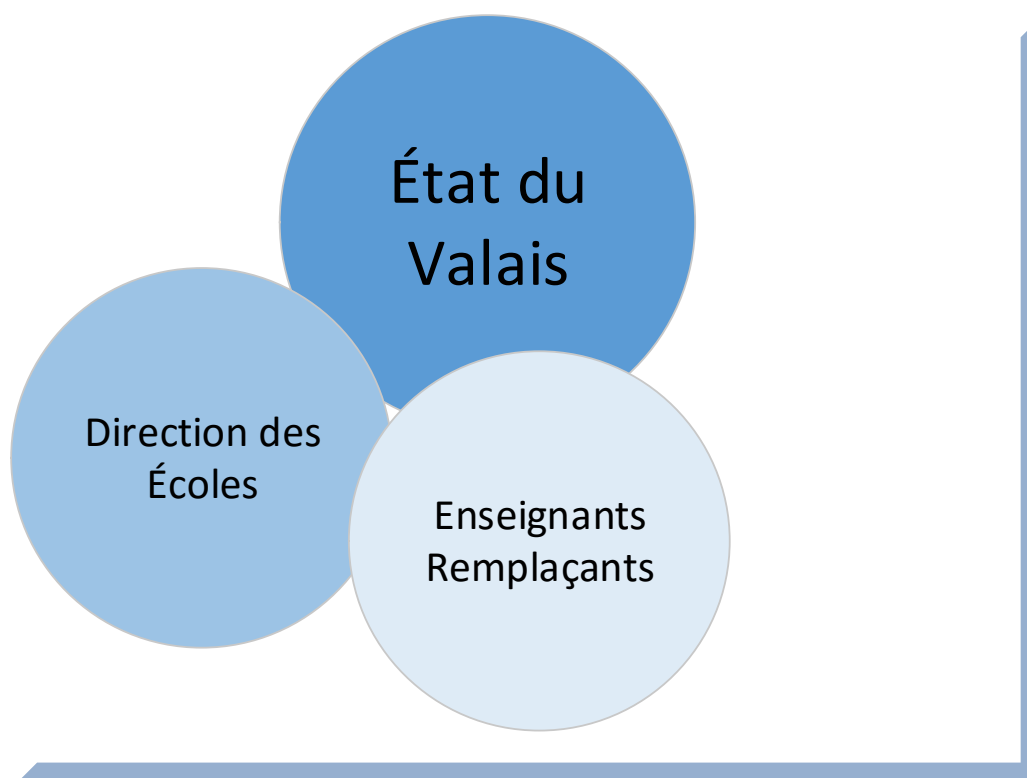 État du
Valais
Direction des
Écoles
Enseignants
Remplaçants